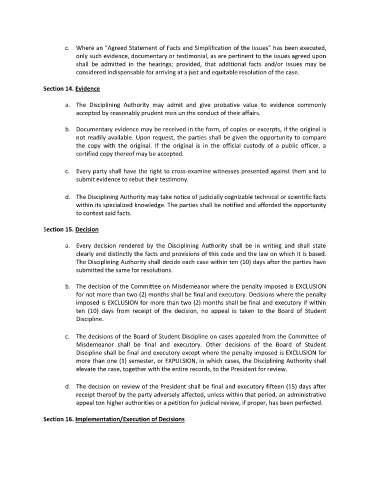 c. Where an "Agreed Statement of Facts and Simplification of the Issues" has been executed,
only such evidence, documentary or testimonial, as are pertinent to the issues agreed upon
shall be admitted in the hearings; provided, that additional facts and/or issues may be
considered indispensable for arriving at a just and equitable resolution of the case.
Section 14. Evidence
a. The Disciplining Authority may admit and give probative value to evidence commonly
accepted by reasonably prudent men un the conduct of their affairs.
b. Documentary evidence may be received in the form, of copies or excerpts, if the original is
not readily available. Upon request, the parties shall be given the opportunity to compare
the copy with the original. If the original is in the official custody of a public officer, a
certified copy thereof may be accepted.
c. Every party shall have the right to cross-examine witnesses presented against them and to
submit evidence to rebut their testimony.
d. The Disciplining Authority may take notice of judicially cognizable technical or scientific facts
within its specialized knowledge. The parties shall be notified and afforded the opportunity
to contest said facts.
Section 15. Decision
a. Every decision rendered by the Disciplining Authority shall be in writing and shall state
clearly and distinctly the facts and provisions of this code and the law on which it is based.
The Disciplining Authority shall decide each case within ten (10) days after the parties have
submitted the same for resolutions
b. The decision of the Committee on Misdemeanor where the penalty imposed is EXCLUSION
for not more than two (2) months shall be final and executory. Decisions where the penalty
imposed is EXCLUSION for more than two (2) months shall be final and executory if within
ten (10) days from receipt of the decision, no appeal is taken to the Board of Student
Discipline.
c. The decisions of the Board of Student Discipline on cases appealed from the Committee of
Misdemeanor shall be final and executory. Other decisions of the Board of Student
Discipline shall be final and executory except where the penalty imposed is EXCLUSION for
more than one (1) semester, or EXPULSION, in which cases, the Disciplining Authority shall
elevate the case, together with the entire records, to the President for review.
d. The decision on review of the President shall be final and executory fifteen (15) days after
receipt thereof by the party adversely affected, unless within that period, an administrative
appeal ton higher authorities or a petition for judicial review, if proper, has been perfected.
Section 16. Implementation/Execution of Decisions